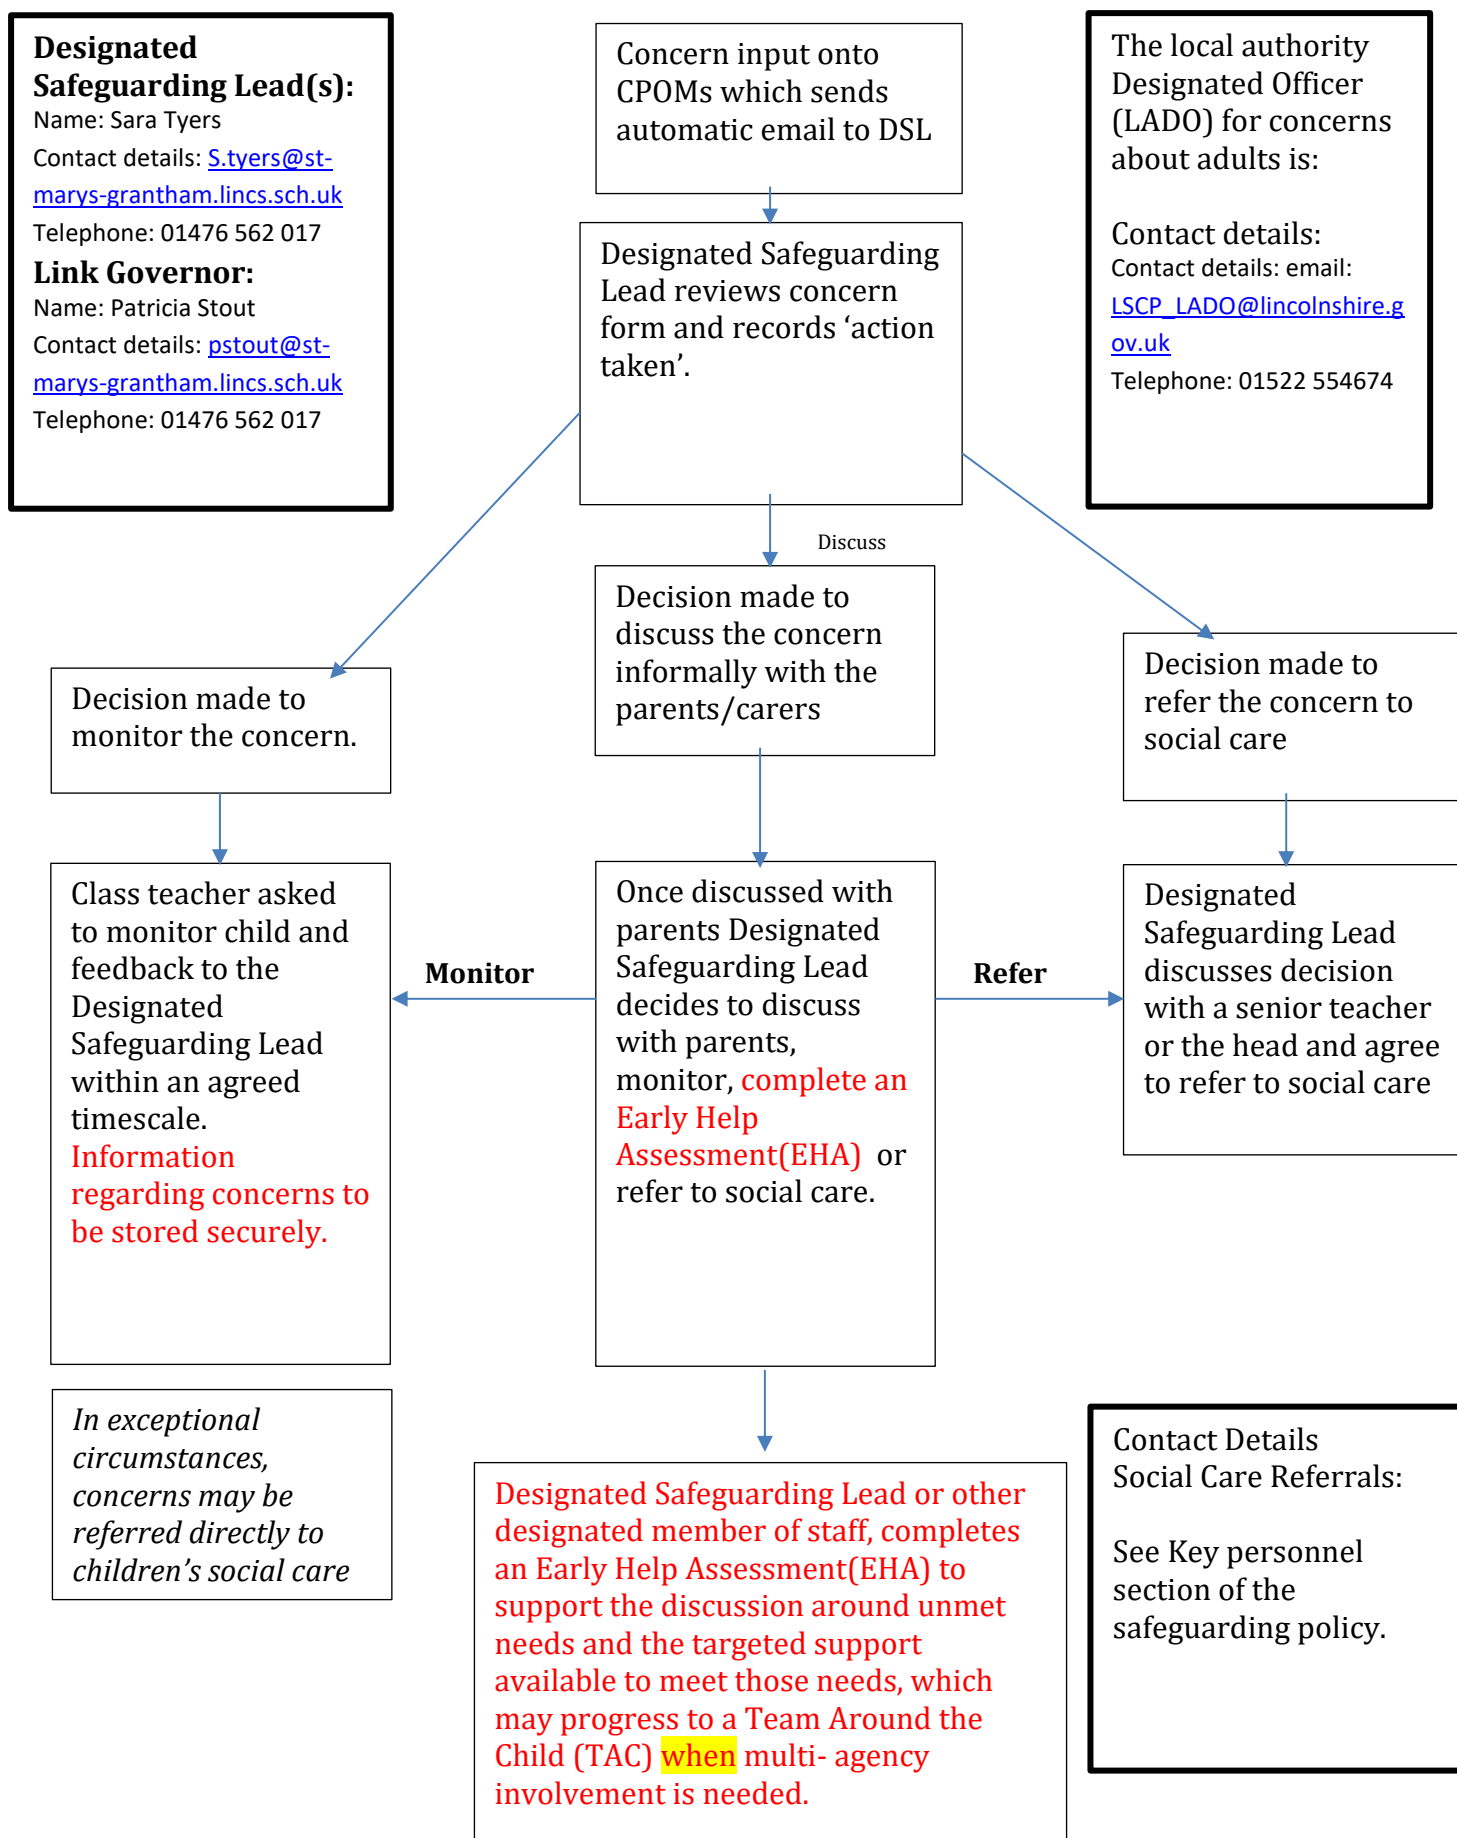 Designated
Safeguarding Lead(s):
Name: Sara Tyers
Contact details: S.tyers@st-
marys-grantham.lincs.sch.uk
Telephone: 01476 562 017
Link Governor:
Name: Patricia Stout
Contact details: pstout@st-
marys-grantham.lincs.sch.uk
Telephone: 01476 562 017
Concern input onto
CPOMs which sends
automatic email to DSL
The local authority
Designated Officer
(LADO) for concerns
about adults is:
Contact details:
Contact details: email:
LSCP_LADO@lincolnshire.g
ov.uk
Telephone: 01522 554674
Designated Safeguarding
Lead reviews concern
form and records ‘action
taken’.
Discuss
Decision made to
monitor the concern.
Decision made to
discuss the concern
informally with the
parents/carers
Decision made to
refer the concern to
social care
Class teacher asked
to monitor child and
feedback to the
Designated
Safeguarding Lead
within an agreed
timescale.
Information
regarding concerns to
be stored securely.
Monitor
Once discussed with
parents Designated
Safeguarding Lead
decides to discuss
with parents,
monitor, complete an
Early Help
Assessment(EHA)  or
refer to social care.
Refer
Designated
Safeguarding Lead
discusses decision
with a senior teacher
or the head and agree
to refer to social care
In exceptional
circumstances,
concerns may be
referred directly to
children’s social care
Designated Safeguarding Lead or other
designated member of staff, completes
an Early Help Assessment(EHA) to
support the discussion around unmet
needs and the targeted support
available to meet those needs, which
may progress to a Team Around the
Child (TAC) when multi- agency
involvement is needed.
Contact Details
Social Care Referrals:
See Key personnel
section of the
safeguarding policy.